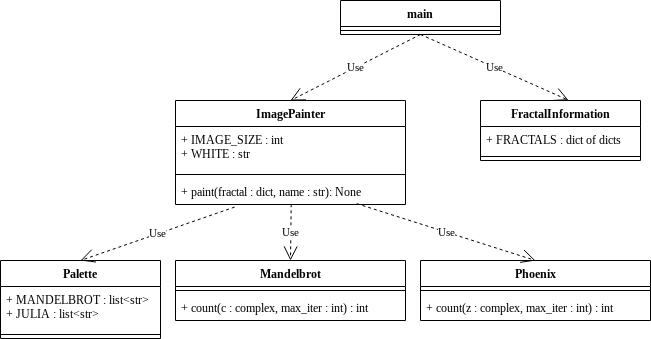 main
Use
Use
ImagePainter
+ IMAGE_SIZE : int
+ WHITE : str
+ paint(fractal : dict, name : str): None
FractalInformation
+ FRACTALS : dict of dicts
Use
Use
Use
Palette
+ MANDELBROT : list<str>
+ JULIA : list<str>
Mandelbrot
+ count(c : complex, max_iter : int) : int
Phoenix
+ count(z : complex, max_iter : int) : int